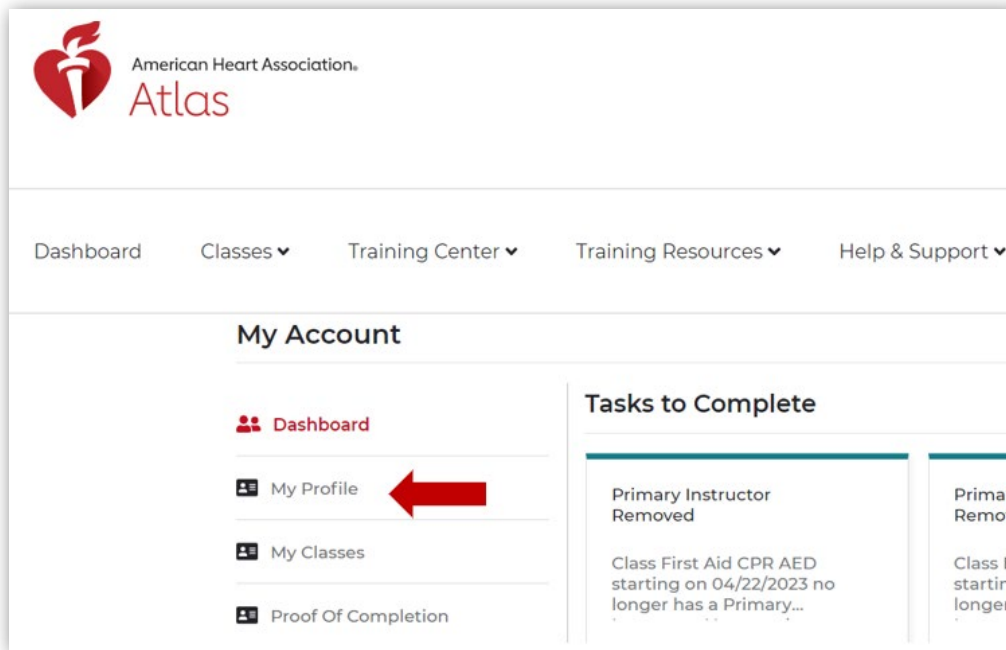 American Heart Association.
Atlas
Dashboard Classes Training Center Training Resources Help & Support
My Account
Dashboard
My Profile
My Classes
Proof Of Completion
Tasks to Complete
Primary Instructor
Removed
Class First Aid CPR AED
starting on 04/22/2023 no
longer has a Primary...
Class